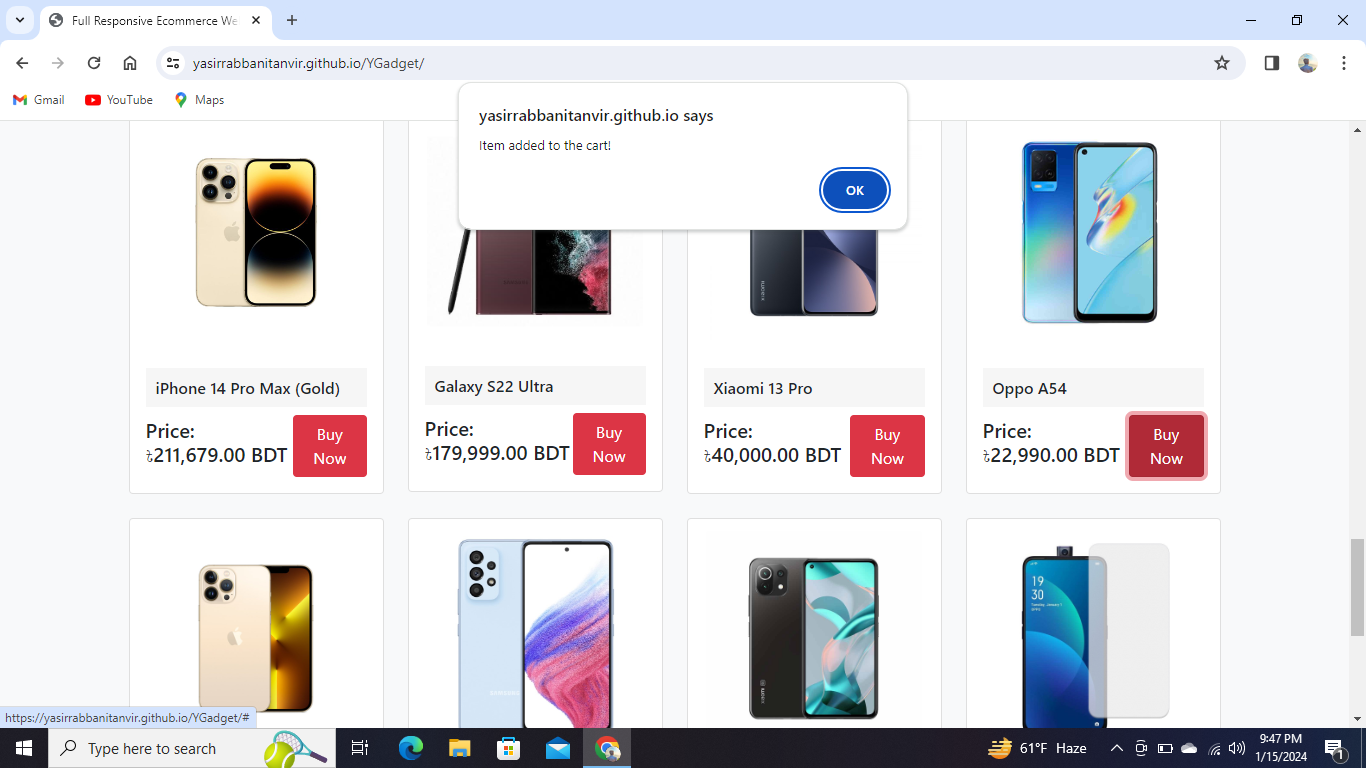 Full Responsive Ecommerce We
yasirrabbanitanvir.github.io/YGadget/
Gmail
YouTube
Maps
yasirrabbanitanvir.github.io says
Item added to the cart!
OK
iPhone 14 Pro Max (Gold)
Price:
৳211,679.00 BDT
Buy
Now
Galaxy S22 Ultra
Price:
৳179,999.00 BDT
Buy
Now
Xiaomi 13 Pro
Price:
৳40,000.00 BDT
Buy
Now
Oppo A54
Price:
৳22,990.00 BDT
Buy
Now
SAMSUNG
19
30
https://yasirrabbanitanvir.github.io/YGadget/#
Type here to search
61°F Haze
9:47 PM
1/15/2024
1